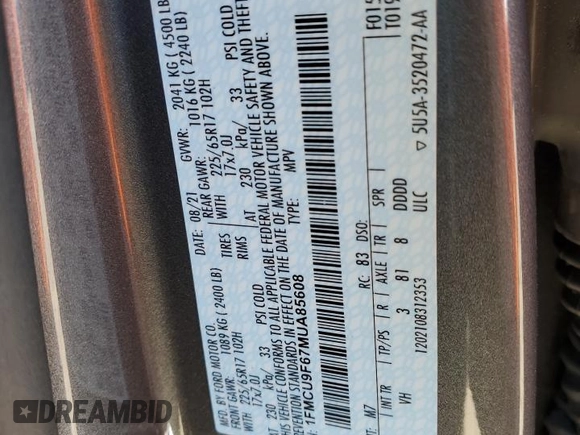 MFD. BY FORD MOTOR CO.
DATE: 08/21 GVWR: 2041 KG ( 4500 LB
FRONT GAWR: 1089 KG ( 2400 LB) REAR GAWR: 1016 KG ( 2240 LB)
225/65R17 102H TIRES WITH 225/65R17 102H
17x7.0J RIMS 17x7.0J
AT 230 kPa/ 33 PSI COLD AT 230 kPa/ 33 PSI COLD
THIS VEHICLE CONFORMS TO ALL APPLICABLE FEDERAL MOTOR VEHICLE SAFETY AND THEFT
STANDARDS IN EFFECT ON THE DATE OF MANUFACTURE SHOWN ABOVE.
1FMCU9F67MUA85608 TYPE: MPV
RC: 83 DSO:
M7
INT TR TP/PS R AXLE TR SPR
VH 3 81 8 DDDD
1202108312353 ULC
▽ 5U5A-3520472-AA
FORDBID
AUCTION HISTORY